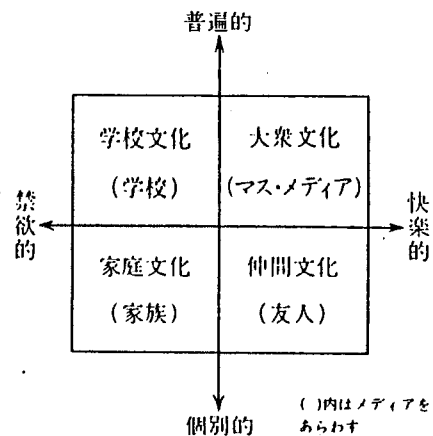 普遍的
学校文化
(学校)
大衆文化
(マス・メディア)
禁欲的
快楽的
家庭文化
(家族)
仲間文化
(友人)
個別的
( )内はメディアを
あらわす